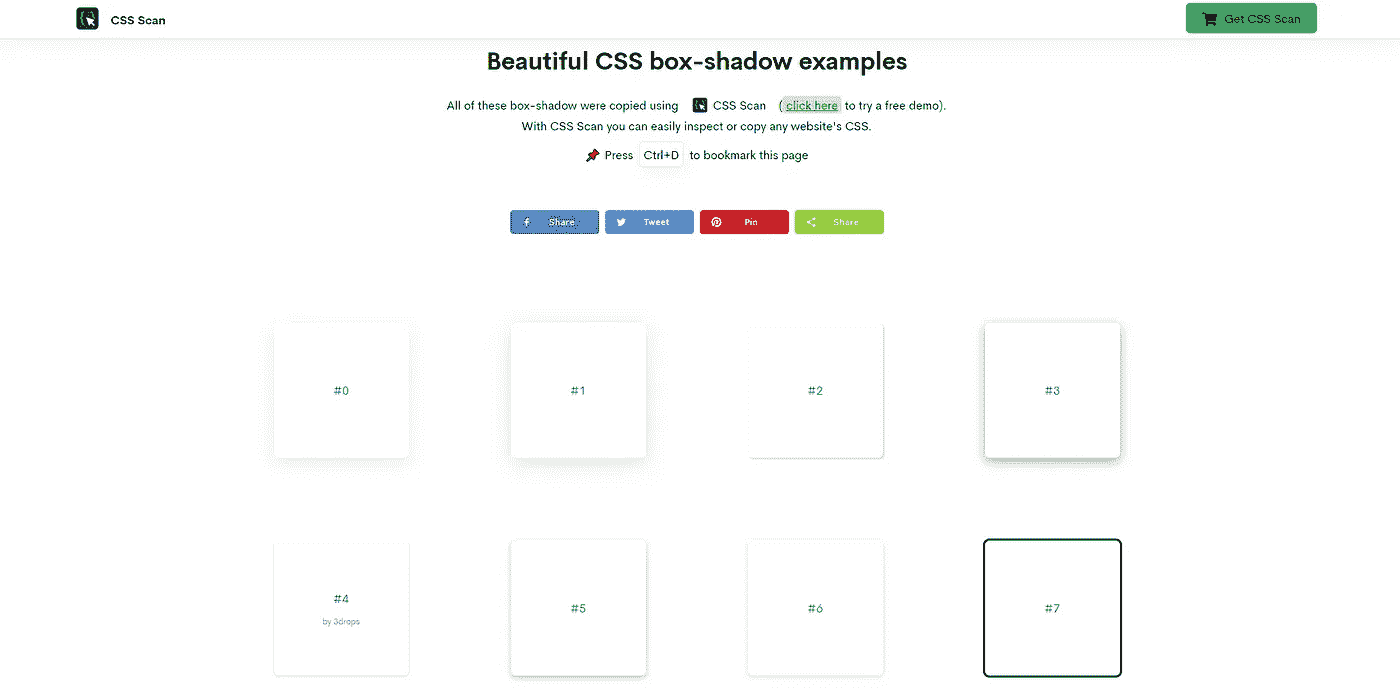 CSS Scan
Get CSS Scan
Beautiful CSS box-shadow examples
All of these box-shadow were copied using CSS Scan (click here to try a free demo).
With CSS Scan you can easily inspect or copy any website's CSS.
Press Ctrl+D to bookmark this page
Share Tweet Pin Share
#0 #1 #2 #3
#4
by 3drops
#5 #6 #7